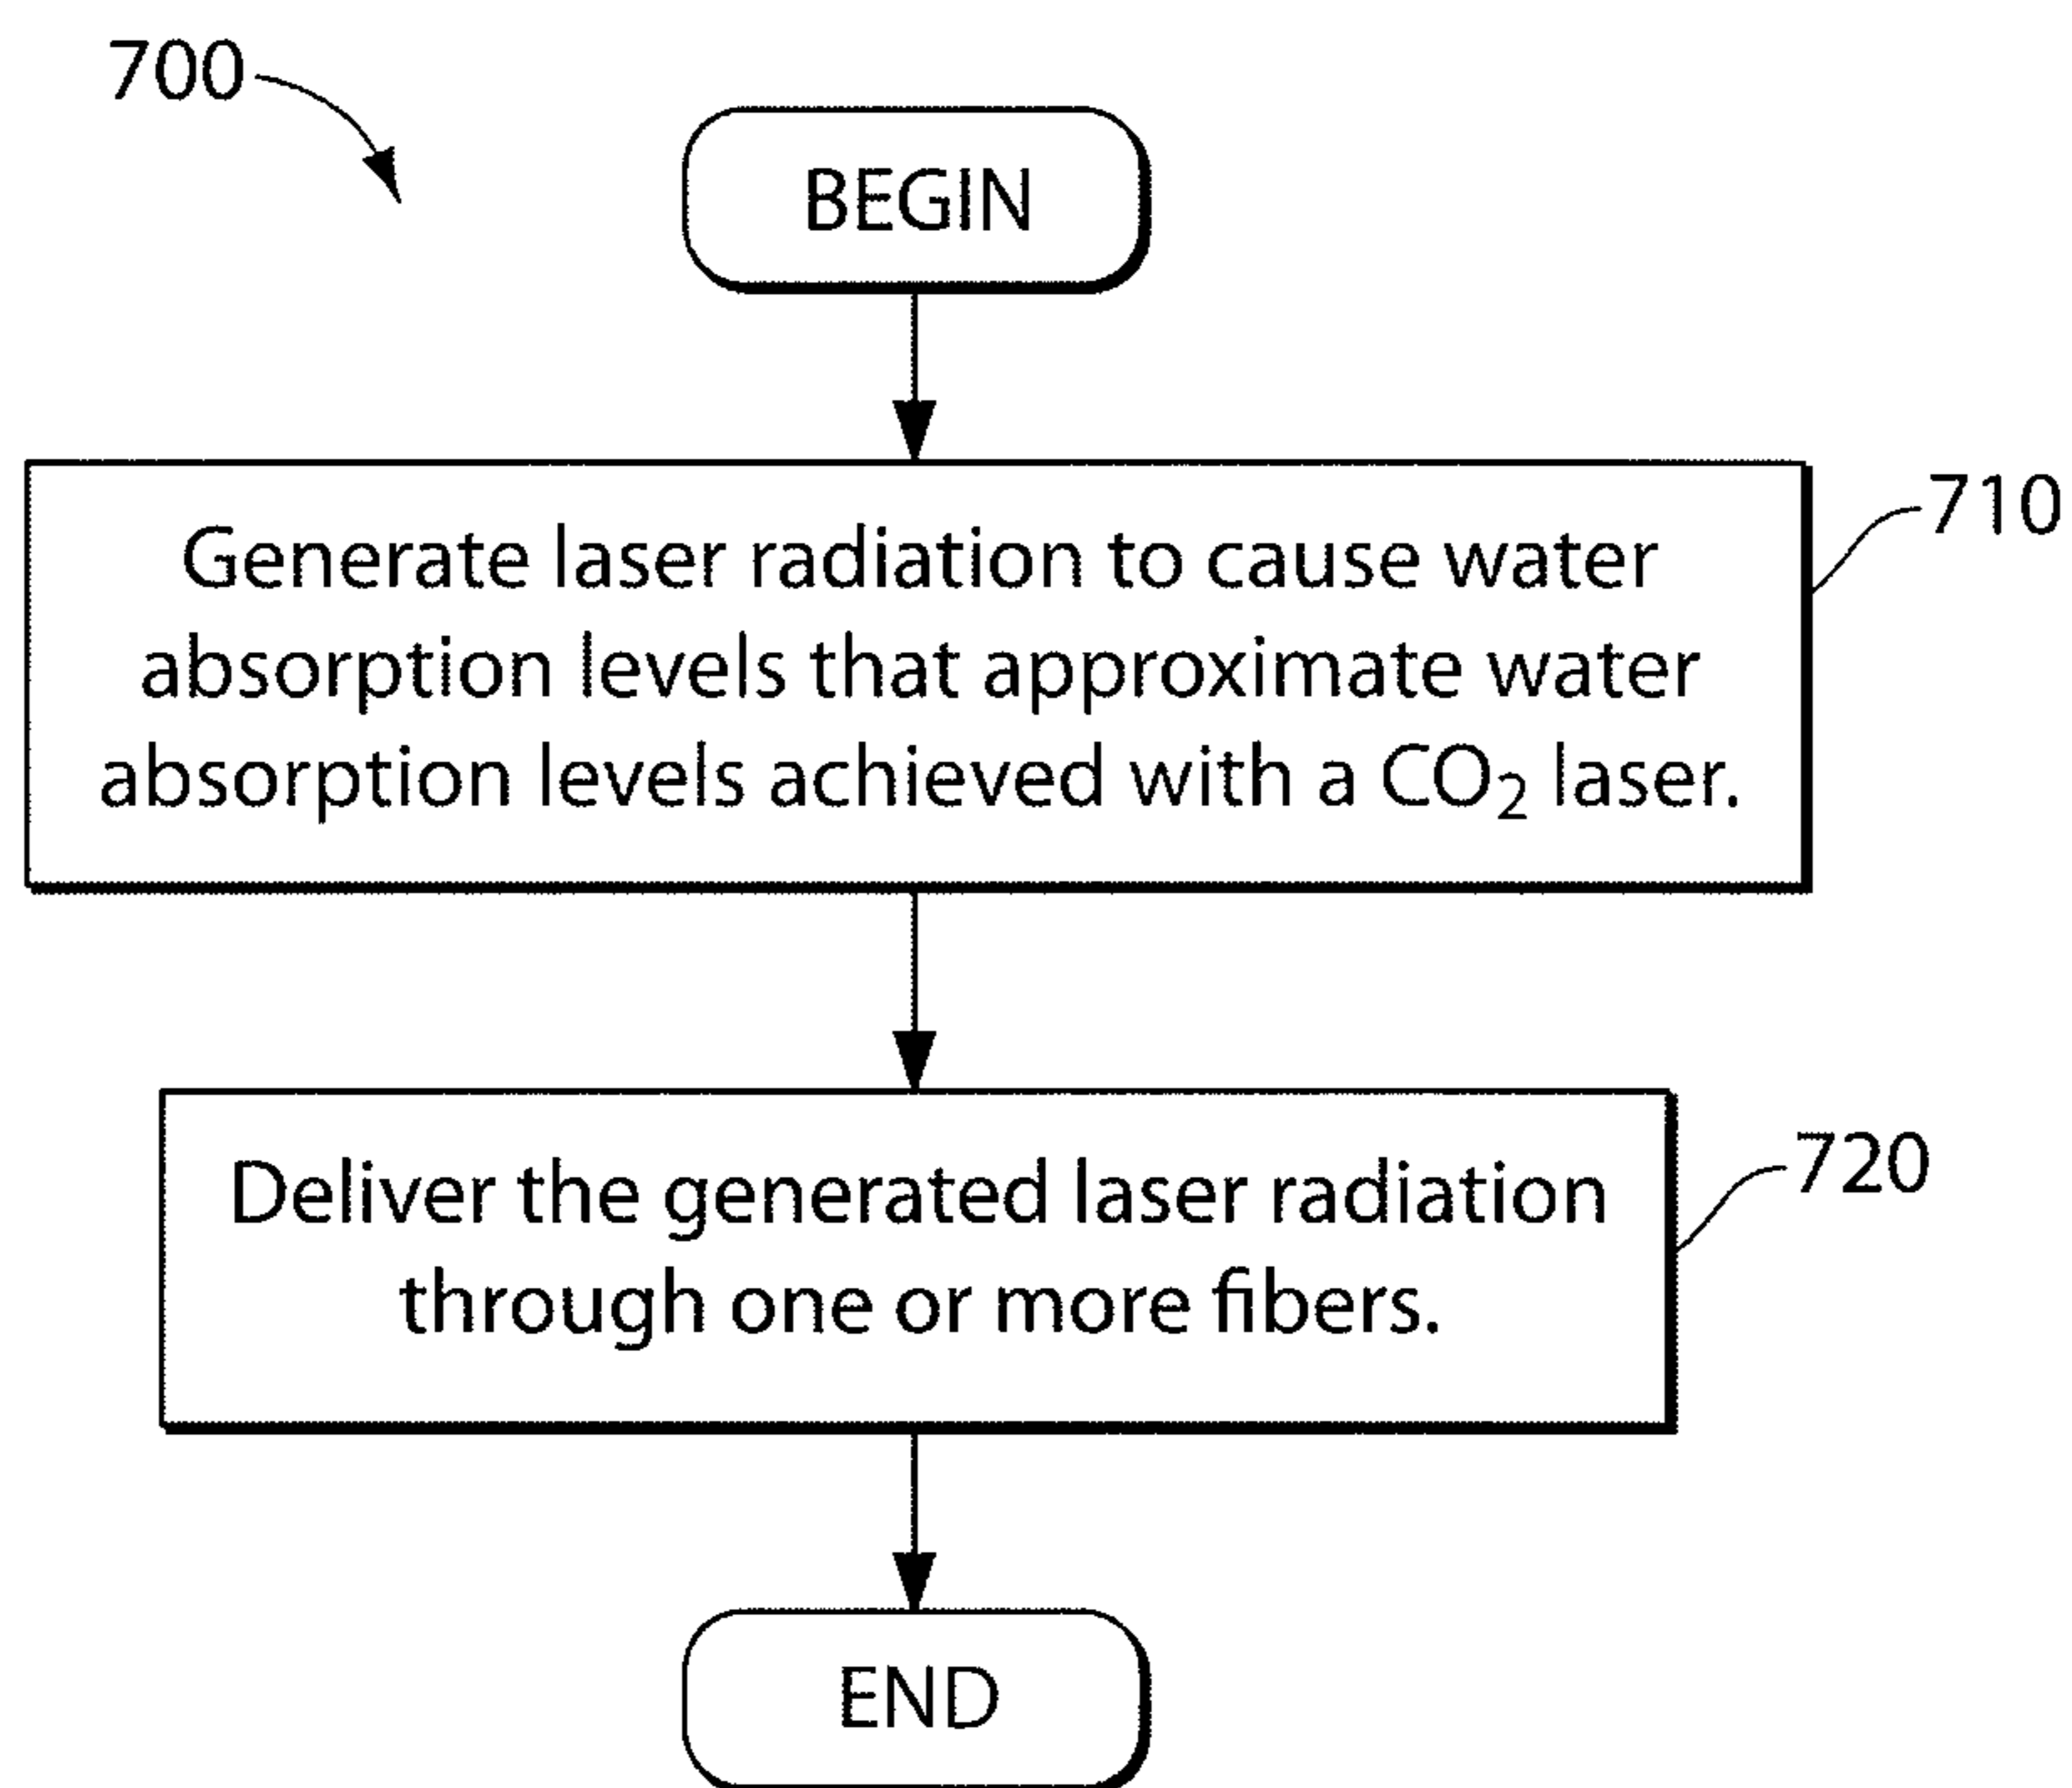 700
BEGIN
Generate laser radiation to cause water
absorption levels that approximate water
absorption levels achieved with a CO₂ laser.
710
Deliver the generated laser radiation
through one or more fibers.
720
END